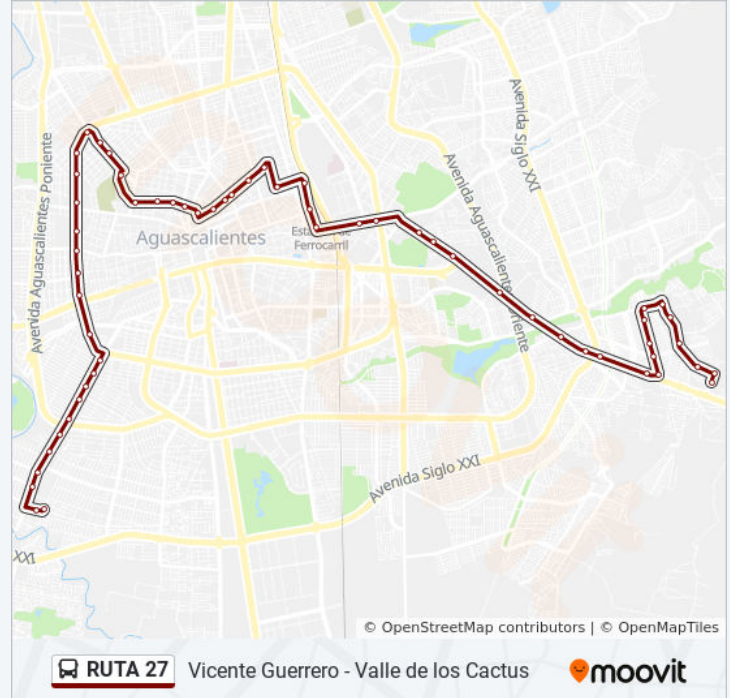 Avenida Siglo XXI
Avenida Aguascalientes Poniente
Aguascalientes
Ferrocarril
Avenida Aguascalientes Oriente
Avenida Siglo XXI
XXI
© OpenStreetMap contributors | © OpenMapTiles
RUTA 27
Vicente Guerrero - Valle de los Cactus
moovit